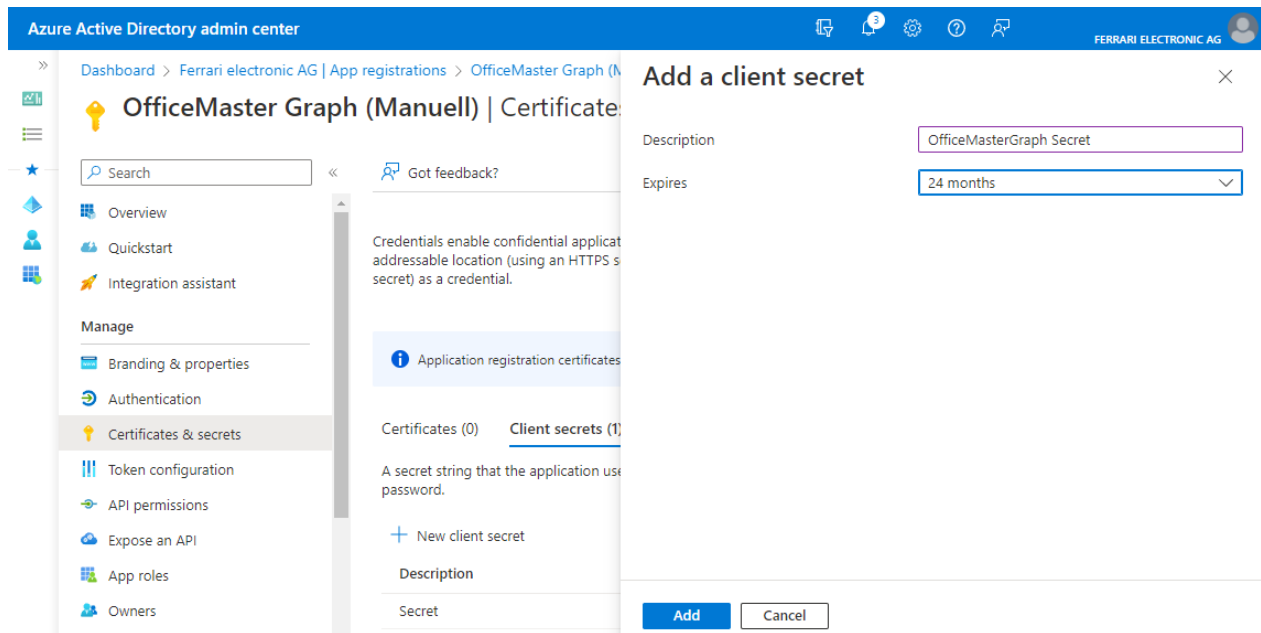 Azure Active Directory admin center
3
FERRARI ELECTRONIC AG
Dashboard > Ferrari electronic AG | App registrations > OfficeMaster Graph (M
OfficeMaster Graph (Manuell) | Certificates
Search
Overview
Quickstart
Integration assistant
Manage
Branding & properties
Authentication
Certificates & secrets
Token configuration
API permissions
Expose an API
App roles
Owners
Got feedback?
Credentials enable confidential applicat
addressable location (using an HTTPS s
secret) as a credential.
Application registration certificates
Certificates (0) Client secrets (1)
A secret string that the application use
password.
New client secret
Description
Secret
Add a client secret
Description OfficeMasterGraph Secret
Expires 24 months
Add Cancel